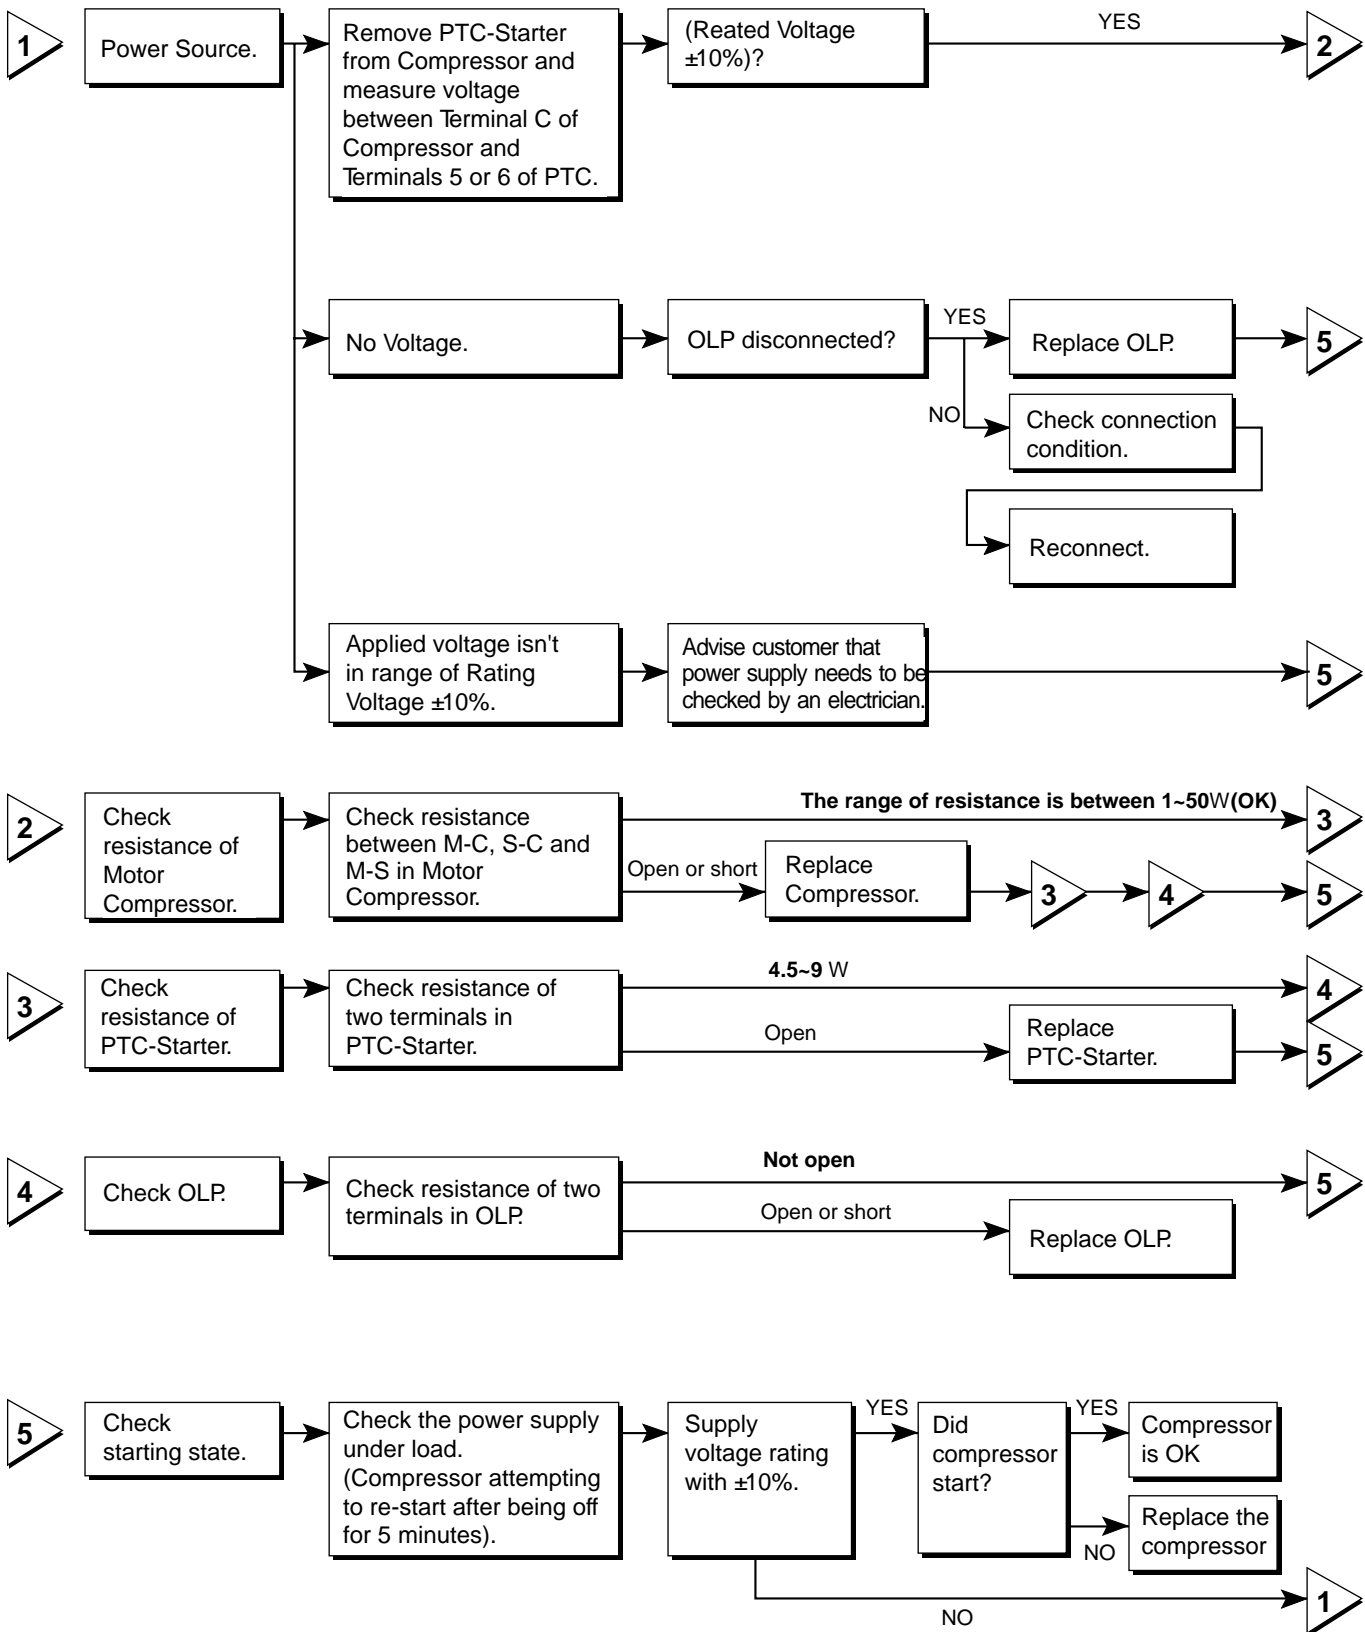 1
Power Source.
Remove PTC-Starter
from Compressor and
measure voltage
between Terminal C of
Compressor and
Terminals 5 or 6 of PTC.
(Reated Voltage
±10%)?
YES
2
No Voltage.
OLP disconnected?
YES
Replace OLP.
5
NO
Check connection
condition.
Reconnect.
Applied voltage isn't
in range of Rating
Voltage ±10%.
Advise customer that
power supply needs to be
checked by an electrician.
5
2
Check
resistance of
Motor
Compressor.
Check resistance
between M-C, S-C and
M-S in Motor
Compressor.
The range of resistance is between 1~50W(OK)
3
Open or short
Replace
Compressor.
3
4
5
3
Check
resistance of
PTC-Starter.
Check resistance of
two terminals in
PTC-Starter.
4.5~9 W
4
Open
Replace
PTC-Starter.
5
4
Check OLP.
Check resistance of two
terminals in OLP.
Not open
5
Open or short
Replace OLP.
5
Check
starting state.
Check the power supply
under load.
(Compressor attempting
to re-start after being off
for 5 minutes).
Supply
voltage rating
with ±10%.
YES
Did
compressor
start?
YES
Compressor
is OK
NO
Replace the
compressor
NO
1